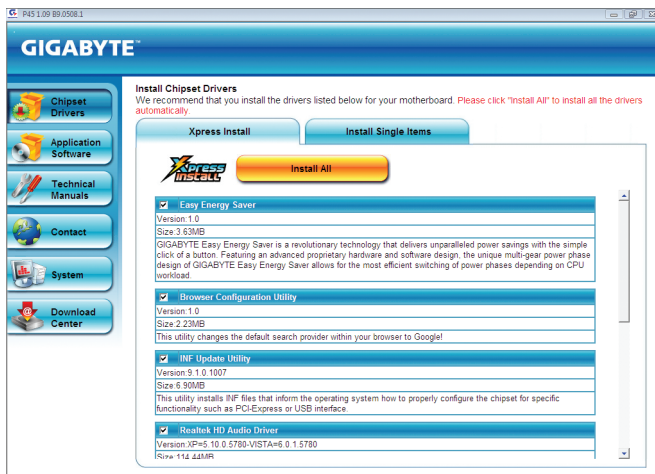 P45 1.09 B9.0508.1
GIGABYTE™
Chipset
Drivers
Application
Software
Technical
Manuals
Contact
System
Download
Center
Install Chipset Drivers
We recommend that you install the drivers listed below for your motherboard. Please click "Install All" to install all the drivers
automatically.
Xpress Install
Install Single Items
Xpress
Install
Install All
Easy Energy Saver
Version:1.0
Size:3.63MB
GIGABYTE Easy Energy Saver is a revolutionary technology that delivers unparalleled power savings with the simple
click of a button. Featuring an advanced proprietary hardware and software design, the unique multi-gear power phase
design of GIGABYTE Easy Energy Saver allows for the most efficient switching of power phases depending on CPU
workload.
Browser Configuration Utility
Version:1.0
Size:2.23MB
This utility changes the default search provider within your browser to Google!
INF Update Utility
Version:9.1.0.1007
Size:6.90MB
This utility installs INF files that inform the operating system how to properly configure the chipset for specific
functionality such as PCI-Express or USB interface.
Realtek HD Audio Driver
Version:XP=5.10.0.5780-VISTA=6.0.1.5780
Size:114.44MB